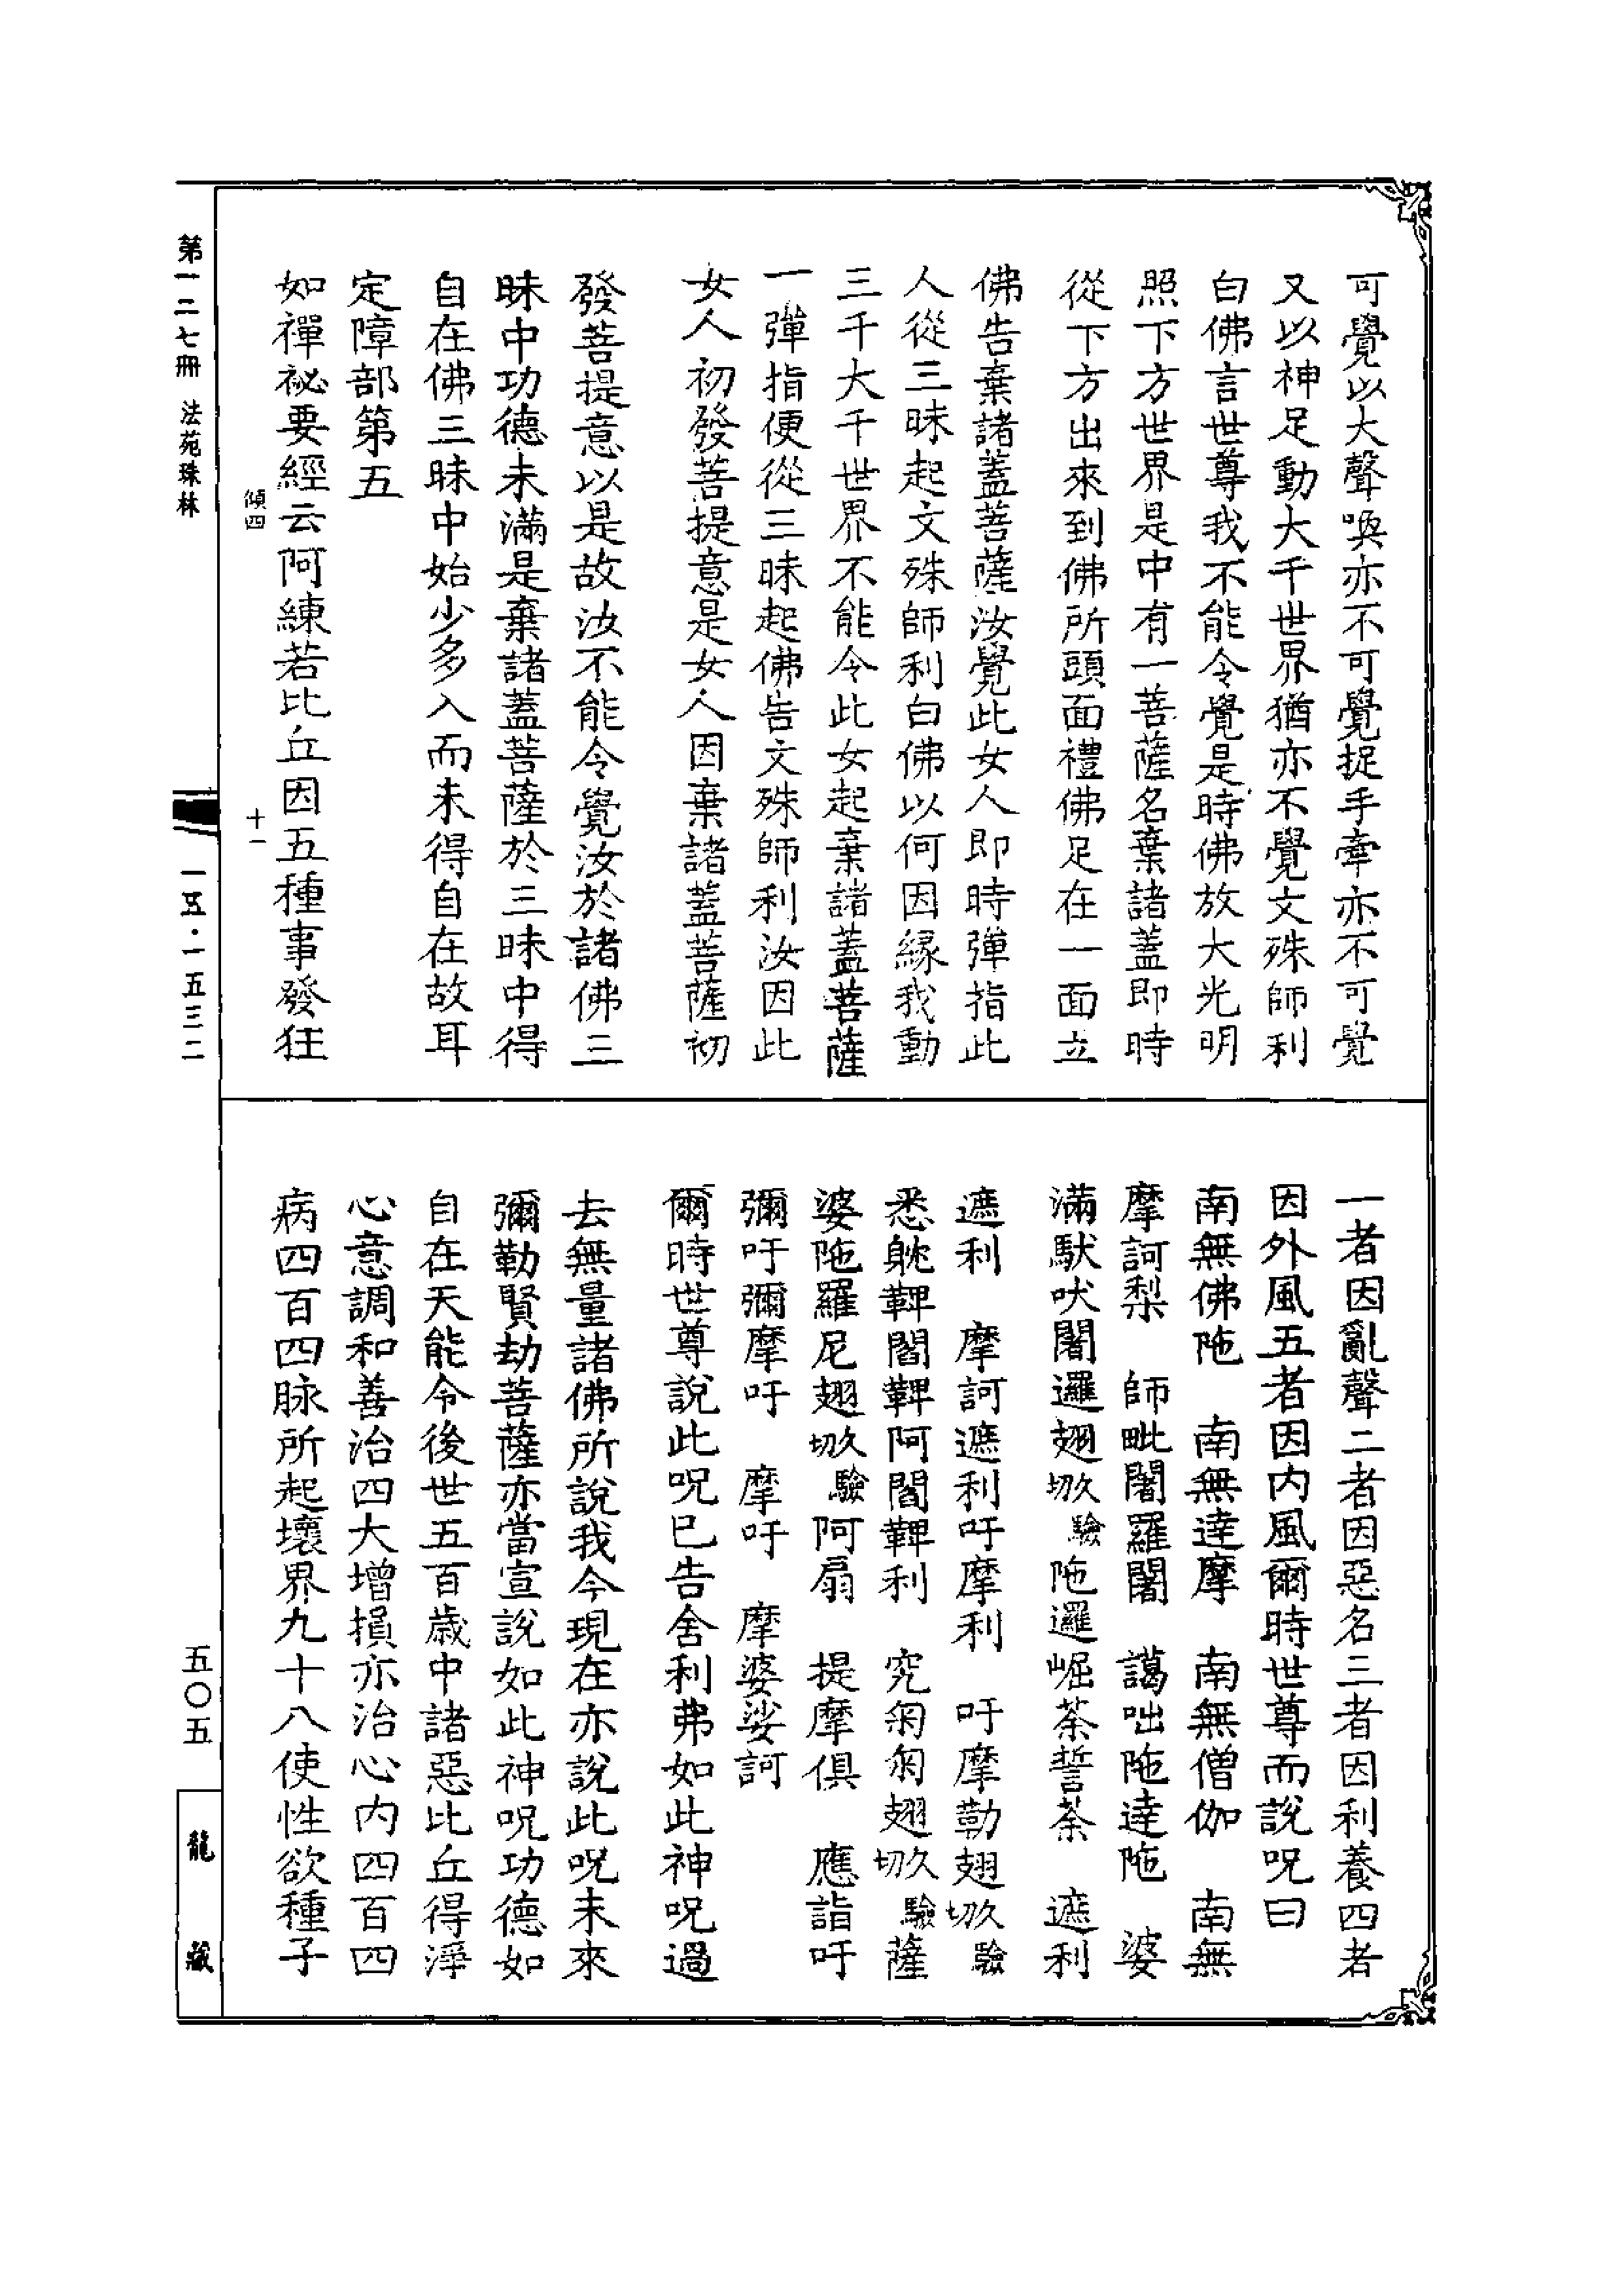 可覺以大聲喚亦不可覺捉手牽亦不可覺
又以神足動大千世界猶亦不覺文殊師利
白佛言世尊我不能令覺是時佛放大光明
照下方世界是中有一菩薩名棄諸蓋即時
從下方出來到佛所頭面禮佛足在一面立
佛告棄諸蓋菩薩汝覺此女人即時彈指此
人從三昧起文殊師利白佛以何因緣我動
三千大千世界不能令此女起棄諸蓋菩薩
一彈指便從三昧起佛告文殊師利汝因此
女人初發菩提意是女人因棄諸蓋菩薩初
發菩提意以是故汝不能令覺汝於諸佛三
昧中功德未滿是棄諸蓋菩薩於三昧中得
自在佛三昧中始少多入而未得自在故耳
定障部第五
如禪祕要經云阿練若比丘因五種事發狂
一者因亂聲二者因惡名三者因利養四者
因外風五者因内風爾時世尊而說呪曰
南無佛陁　南無達摩　南無僧伽　南無
摩訶梨　師毗闍羅闍　謁咄陁達陁　婆
滿馱吠闍邏翅切欠驗陁邏崛荼誓荼　遮利
遮利　摩訶遮利吁摩利　吁摩勒翅切欠驗
悉躭鞞閻鞞阿閻鞞利　究匊匊翅切欠驗薩
婆陁羅尼翅切欠驗阿扇　提摩俱　應詣吁
彌吁彌摩吁　摩吁　摩婆娑訶
爾時世尊說此呪已告舍利弗如此神呪過
去無量諸佛所說我今現在亦說此呪未來
彌勒賢劫菩薩亦當宣說如此神呪功德如
自在天能令後世五百歲中諸惡比丘得淨
心意調和善治四大增損亦治心内四百四
病四百四脉所起壞界九十八使性欲種子
傾四
十一
第一二七冊　法苑珠林
一五·一五三二
五〇五
龍藏